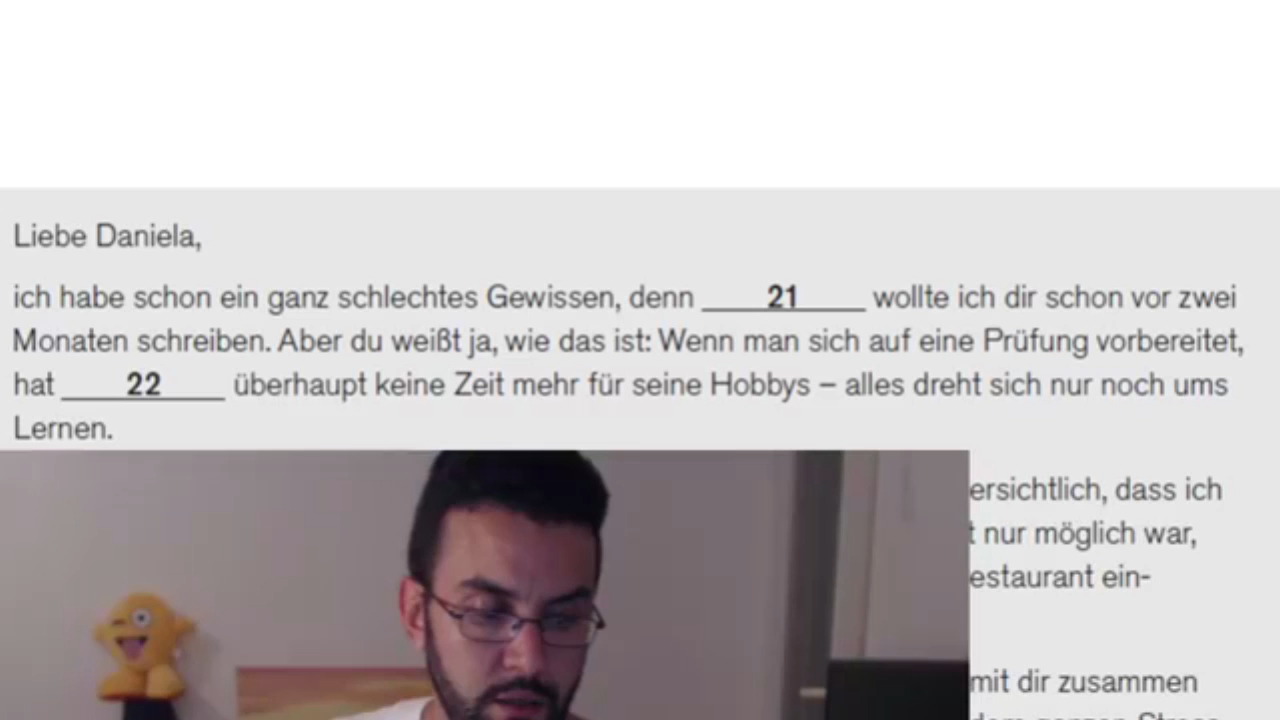 Liebe Daniela,
ich habe schon ein ganz schlechtes Gewissen, denn 21 wollte ich dir schon vor zwei
Monaten schreiben. Aber du weißt ja, wie das ist: Wenn man sich auf eine Prüfung vorbereitet,
hat 22 überhaupt keine Zeit mehr für seine Hobbys – alles dreht sich nur noch ums
Lernen.
ersichtlich, dass ich
nur möglich war,
estaurant ein-
mit dir zusammen